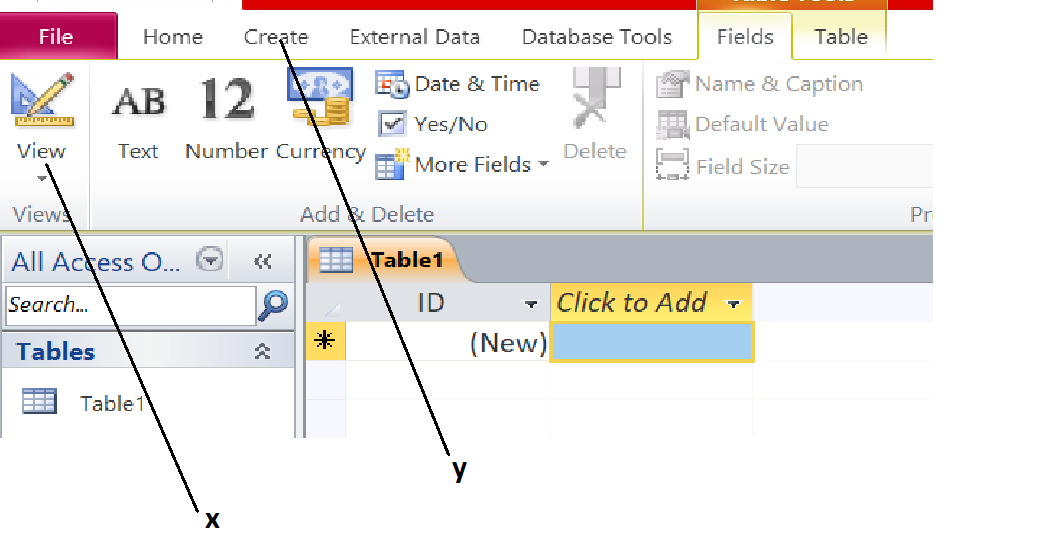 File Home Create External Data Database Tools Fields Table
AB 12 Date & Time Name & Caption
Yes/No Default Value
View Text Number Currency More Fields Delete Field Size
Views Add & Delete
All Access O... «
Table1
ID Click to Add
Search...
* (New)
Tables
Table1
y
x